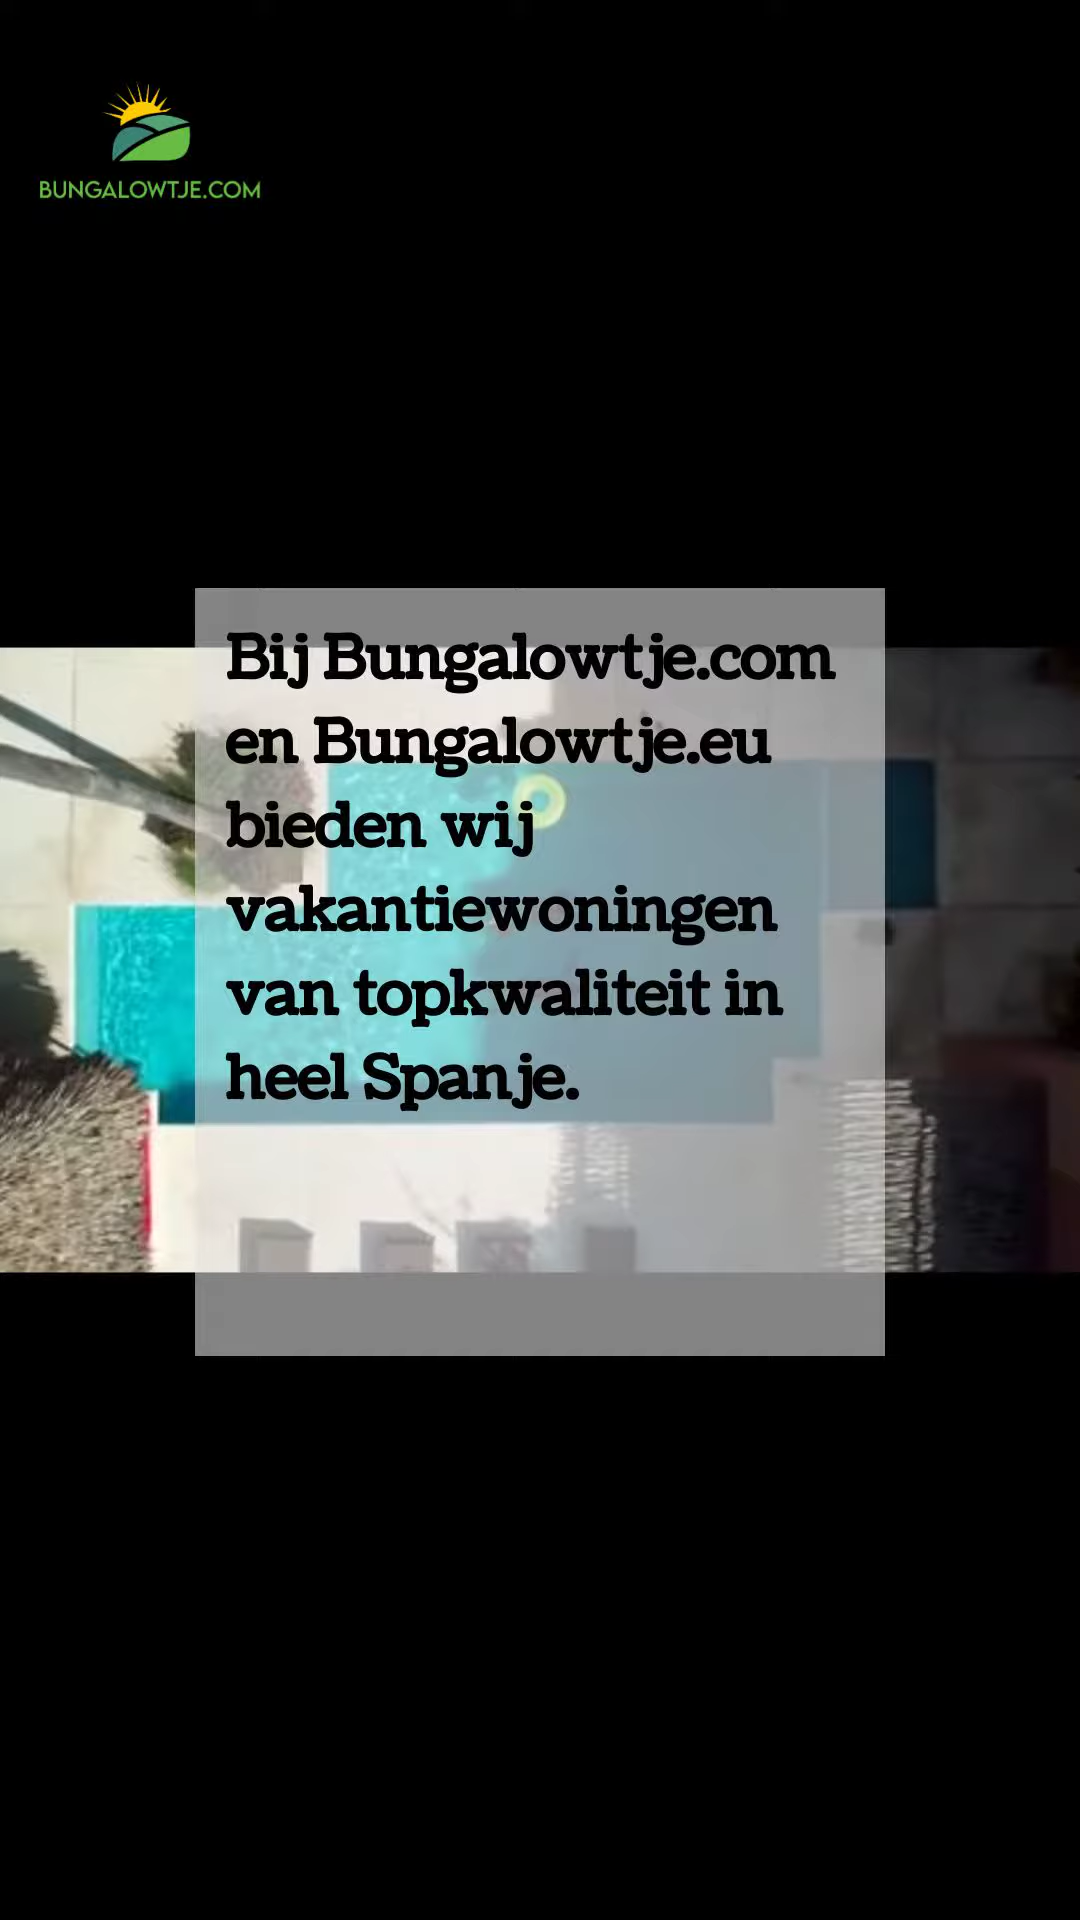 BUNGALOWTJE.COM
Bij Bungalowtje.com
en Bungalowtje.eu
bieden wij
vakantiewoningen
van topkwaliteit in
heel Spanje.